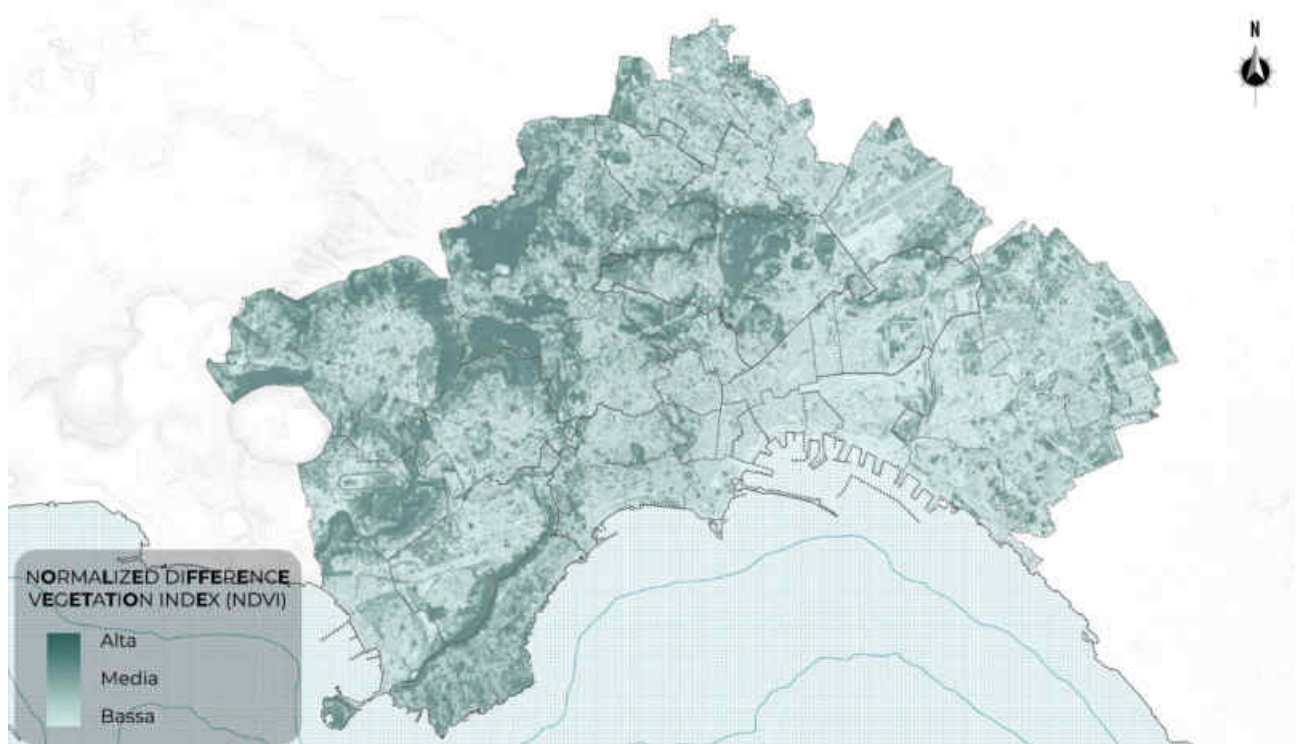 N
NORMALIZED DIFFERENCE
VEGETATION INDEX (NDVI)
Alta
Media
Bassa